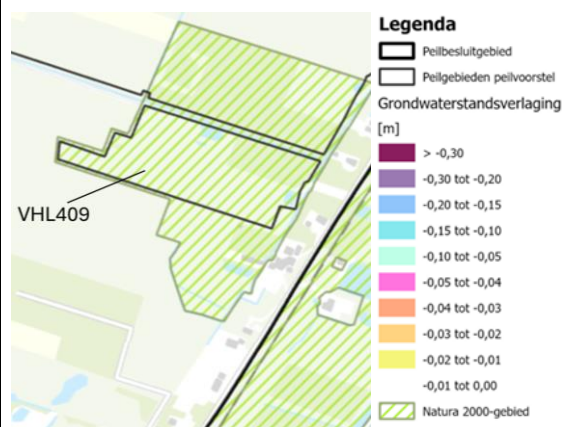 VHL409
Legenda
Peilbesluitgebied
Peilgebieden peilvoorstel
Grondwaterstandsverlaging
[m]
> -0,30
-0,30 tot -0,20
-0,20 tot -0,15
-0,15 tot -0,10
-0,10 tot -0,05
-0,05 tot -0,04
-0,04 tot -0,03
-0,03 tot -0,02
-0,02 tot -0,01
-0,01 tot 0,00
Natura 2000-gebied